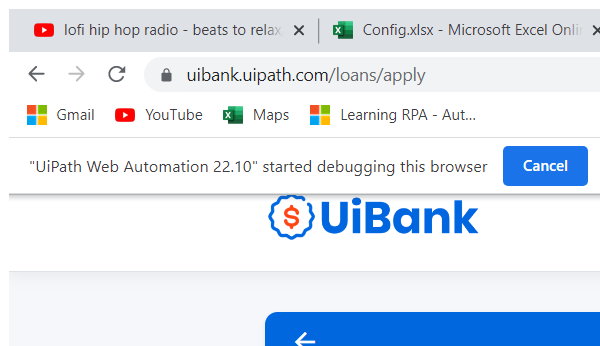 lofi hip hop radio - beats to relax
Config.xlsx - Microsoft Excel Onli
uibank.uipath.com/loans/apply
Gmail YouTube Maps Learning RPA - Aut...
"UiPath Web Automation 22.10" started debugging this browser Cancel
$ UiBank